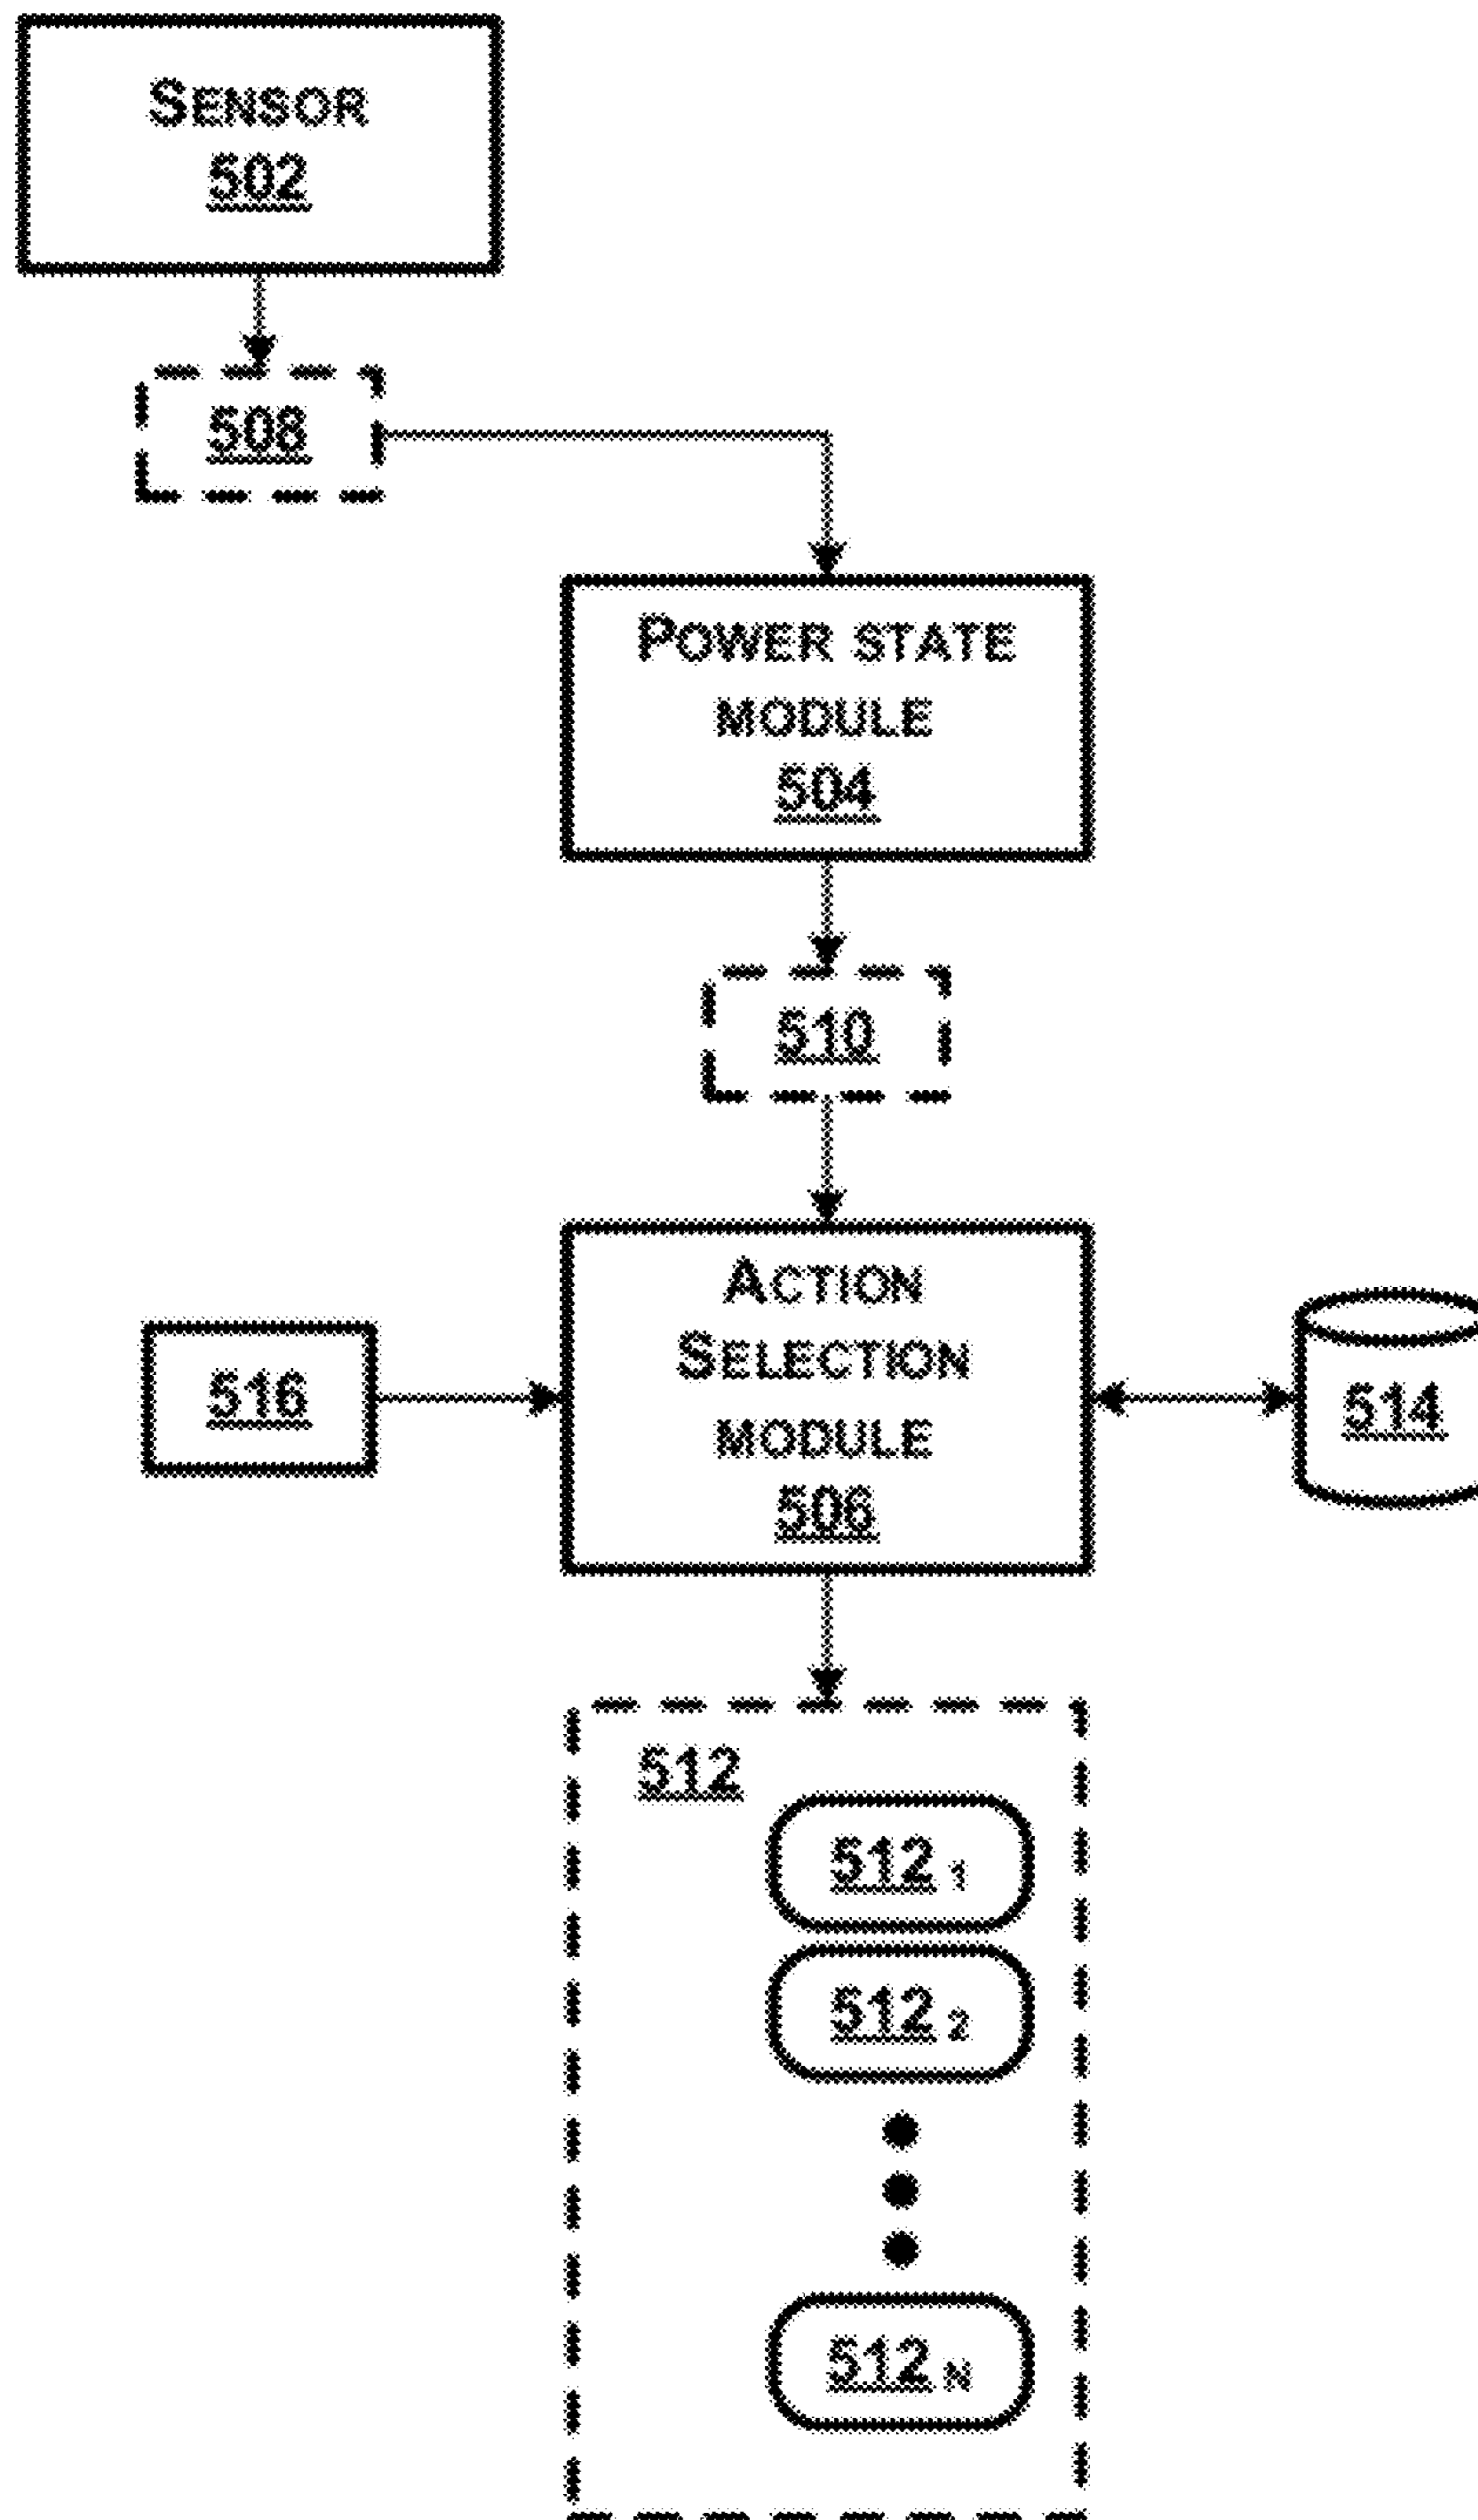 SENSOR
502
508
POWER STATE
MODULE
504
510
ACTION
SELECTION
MODULE
506
516
514
512
512 1
512 2
512 N